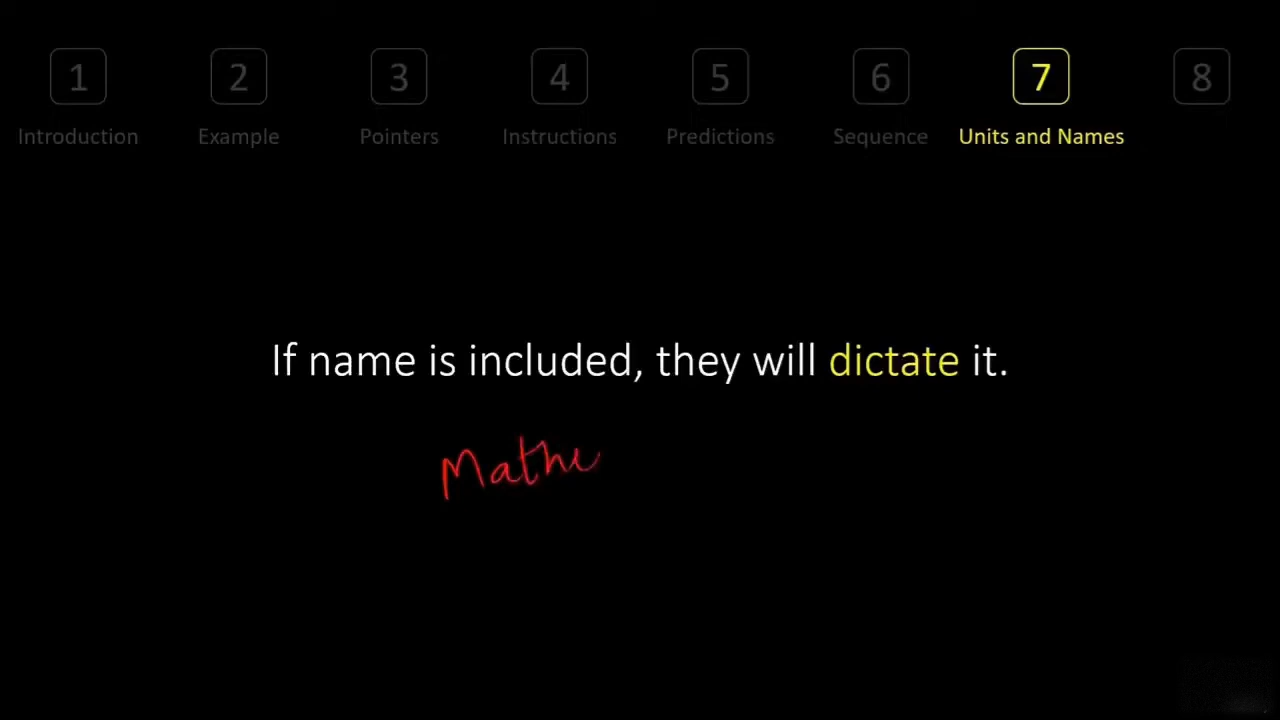 1 2 3 4 5 6 7 8
Introduction Example Pointers Instructions Predictions Sequence Units and Names
If name is included, they will dictate it.
Mathe